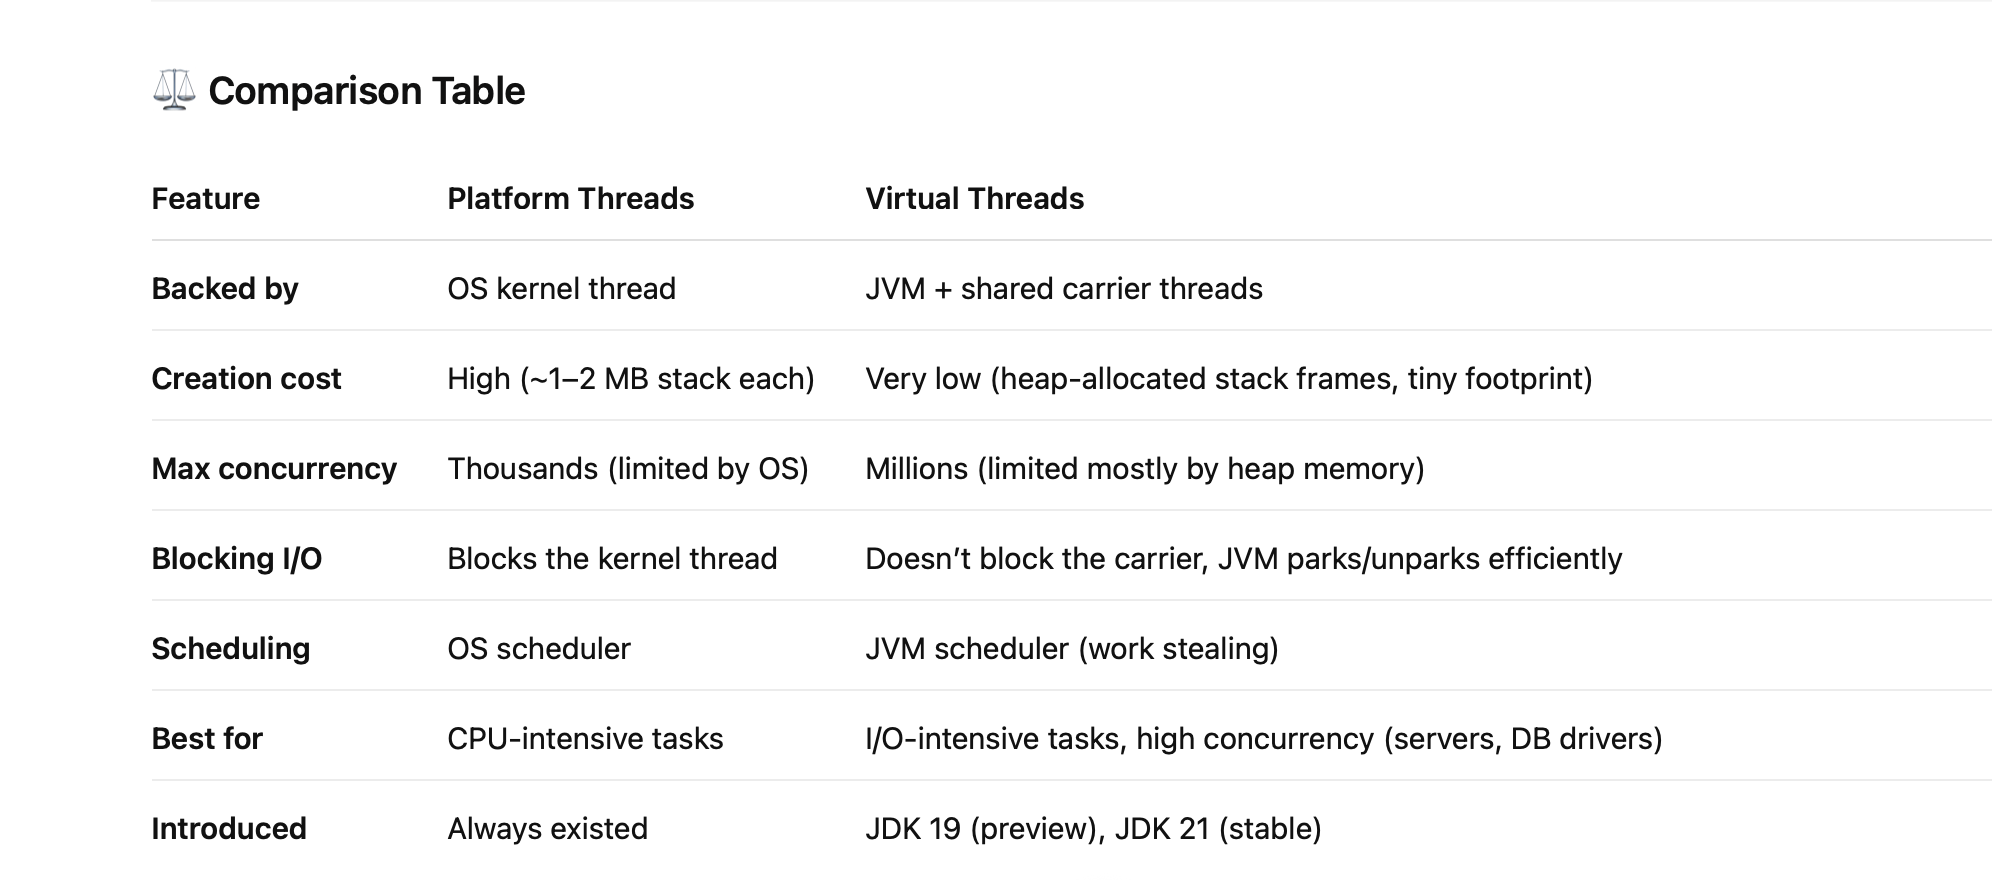 ⚖️ Comparison Table
Feature Platform Threads Virtual Threads
Backed by OS kernel thread JVM + shared carrier threads
Creation cost High (~1–2 MB stack each) Very low (heap-allocated stack frames, tiny footprint)
Max concurrency Thousands (limited by OS) Millions (limited mostly by heap memory)
Blocking I/O Blocks the kernel thread Doesn’t block the carrier, JVM parks/unparks efficiently
Scheduling OS scheduler JVM scheduler (work stealing)
Best for CPU-intensive tasks I/O-intensive tasks, high concurrency (servers, DB drivers)
Introduced Always existed JDK 19 (preview), JDK 21 (stable)